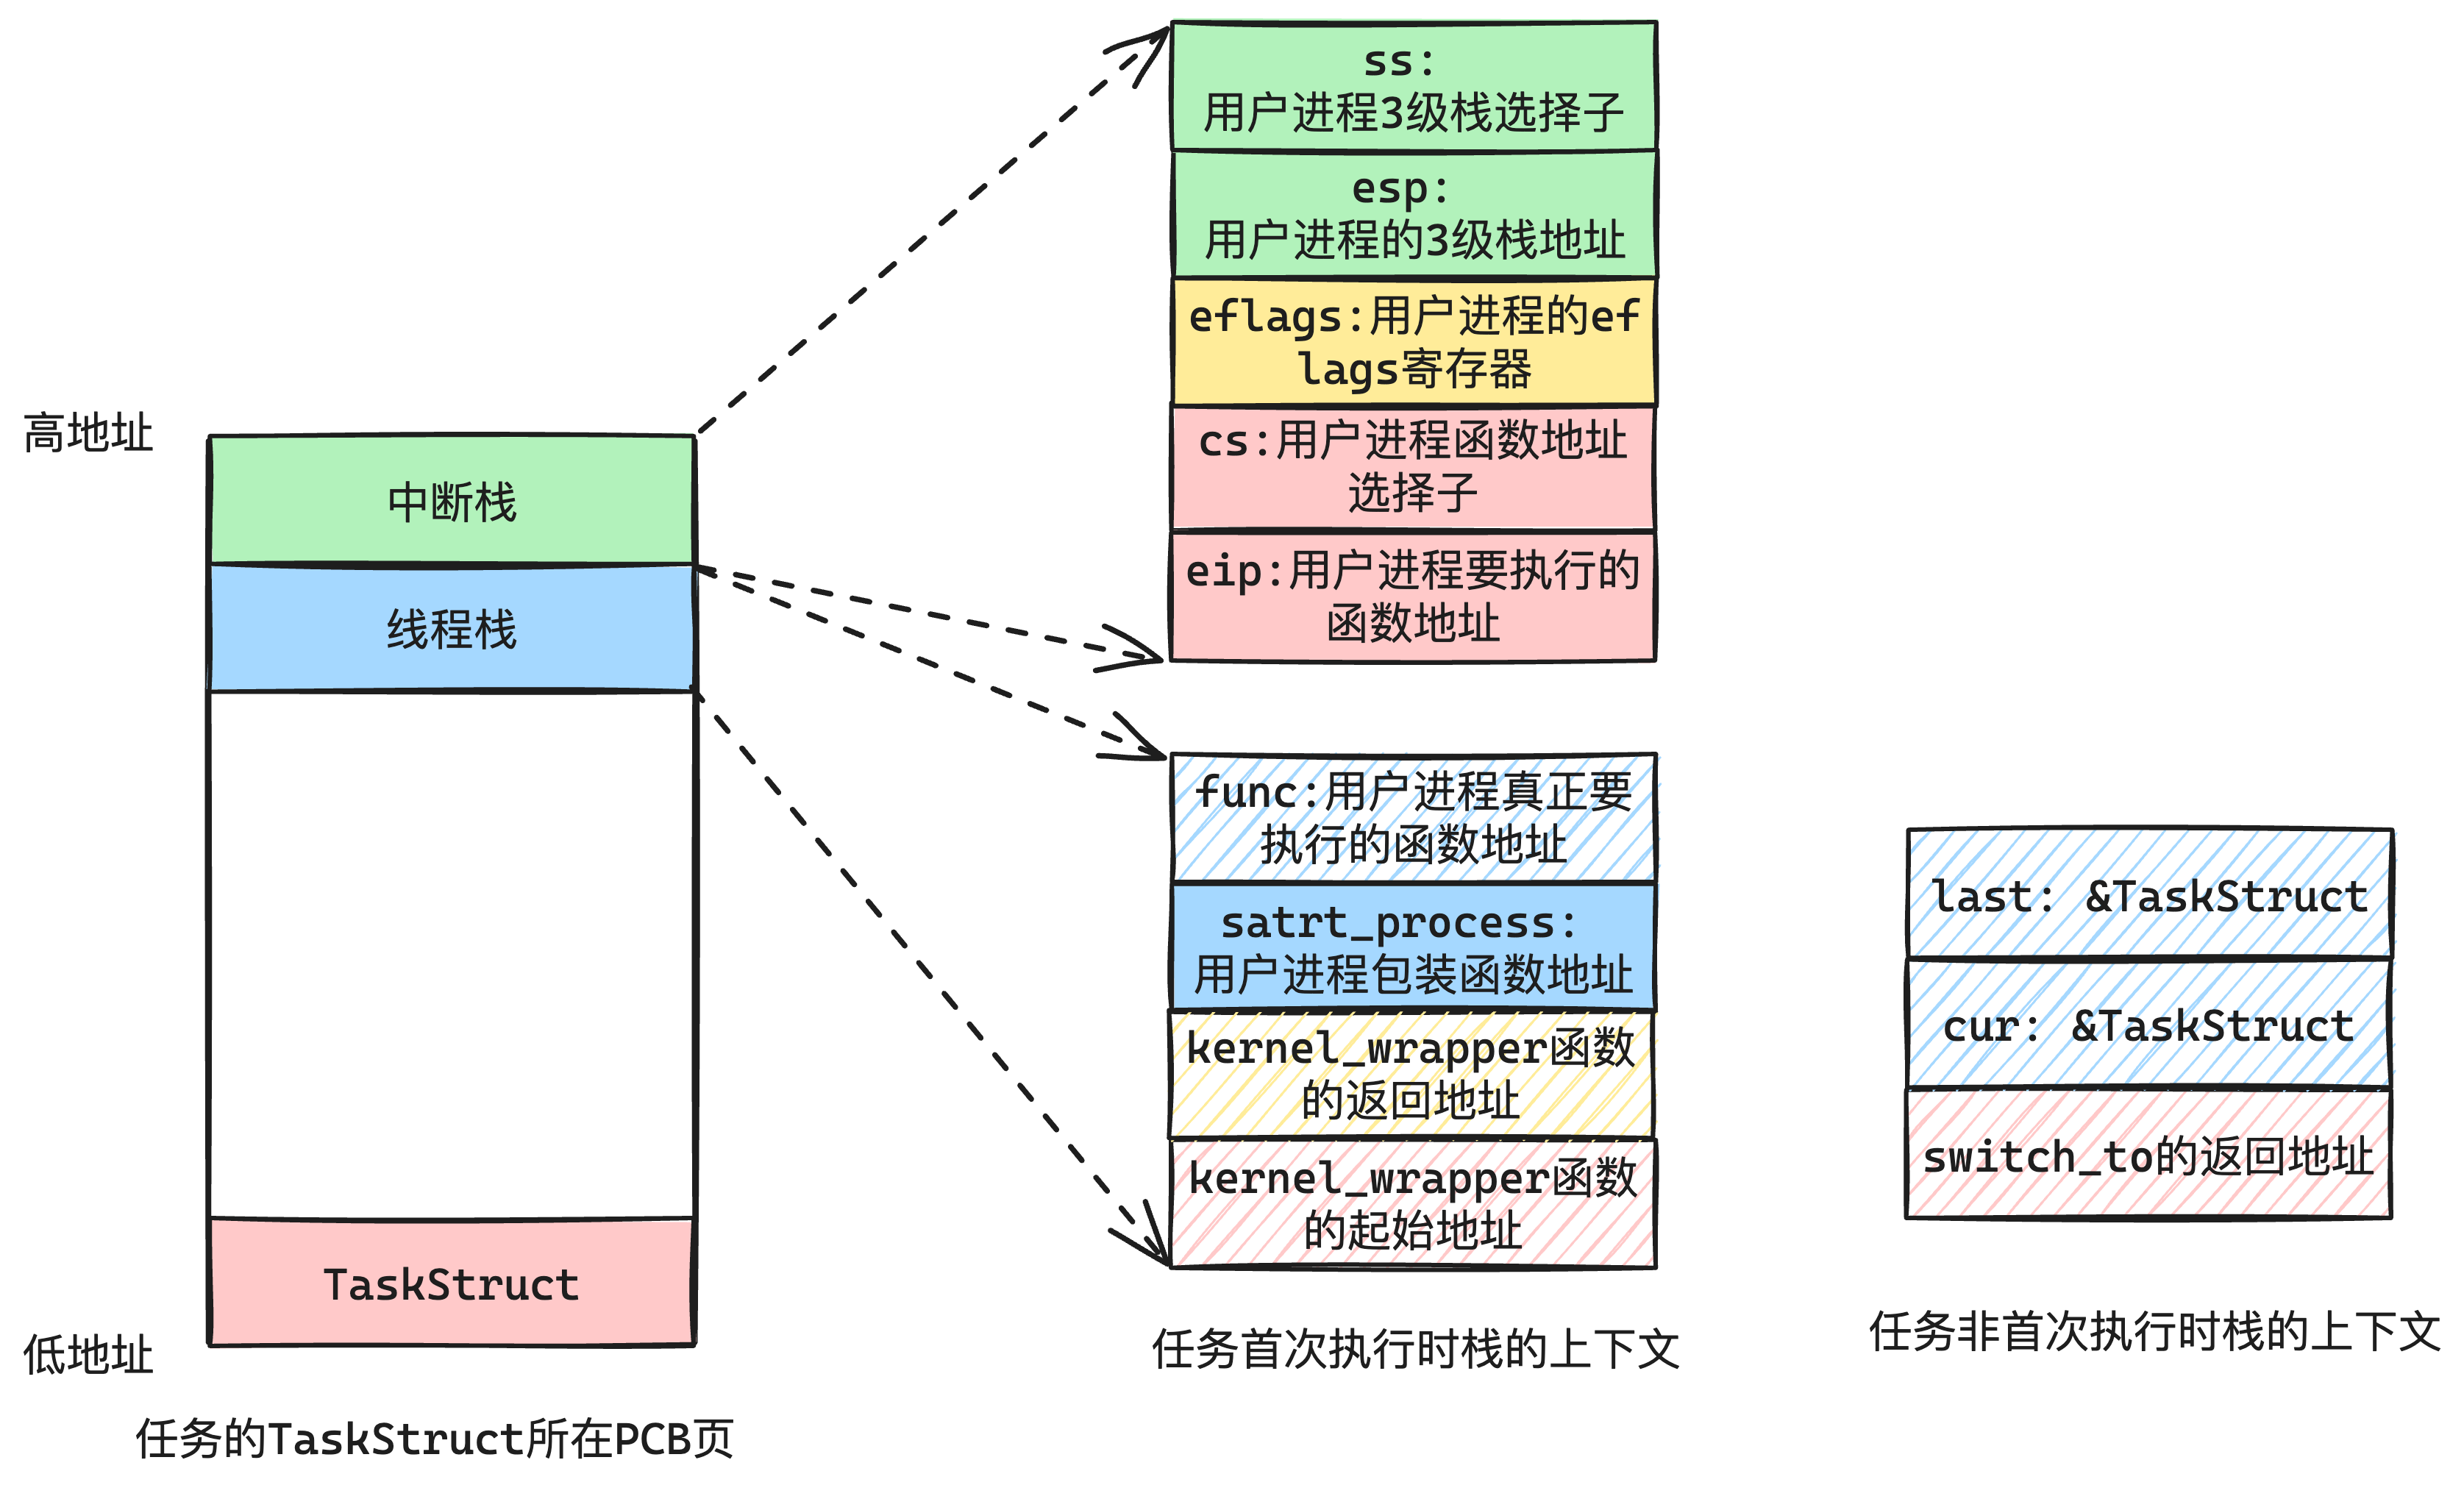 高地址
中断栈
线程栈
TaskStruct
低地址
任务的TaskStruct所在PCB页
ss:
用户进程3级栈选择子
esp:
用户进程的3级栈地址
eflags:用户进程的ef
lags寄存器
cs:用户进程函数地址
选择子
eip:用户进程要执行的
函数地址
func:用户进程真正要
执行的函数地址
satrt_process:
用户进程包装函数地址
kernel_wrapper函数
的返回地址
kernel_wrapper函数
的起始地址
任务首次执行时栈的上下文
last: &TaskStruct
cur: &TaskStruct
switch_to的返回地址
任务非首次执行时栈的上下文